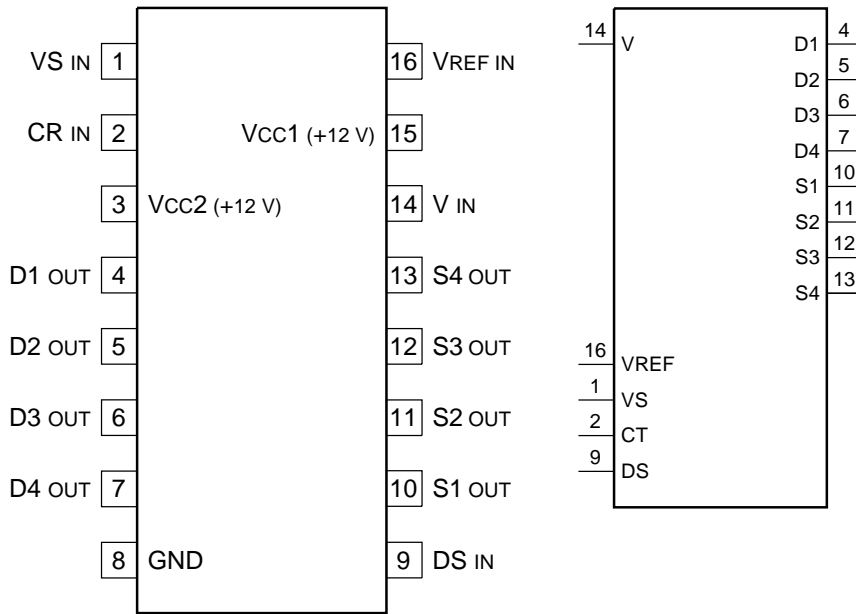 VS IN 1
16 VREF IN
CR IN 2
VCC1 (+12 V) 15
3 VCC2 (+12 V)
14 V IN
D1 OUT 4
13 S4 OUT
D2 OUT 5
12 S3 OUT
D3 OUT 6
11 S2 OUT
D4 OUT 7
10 S1 OUT
8 GND
9 DS IN
14 V
D1 4
D2 5
D3 6
D4 7
S1 10
S2 11
S3 12
S4 13
16 VREF
1 VS
2 CT
9 DS